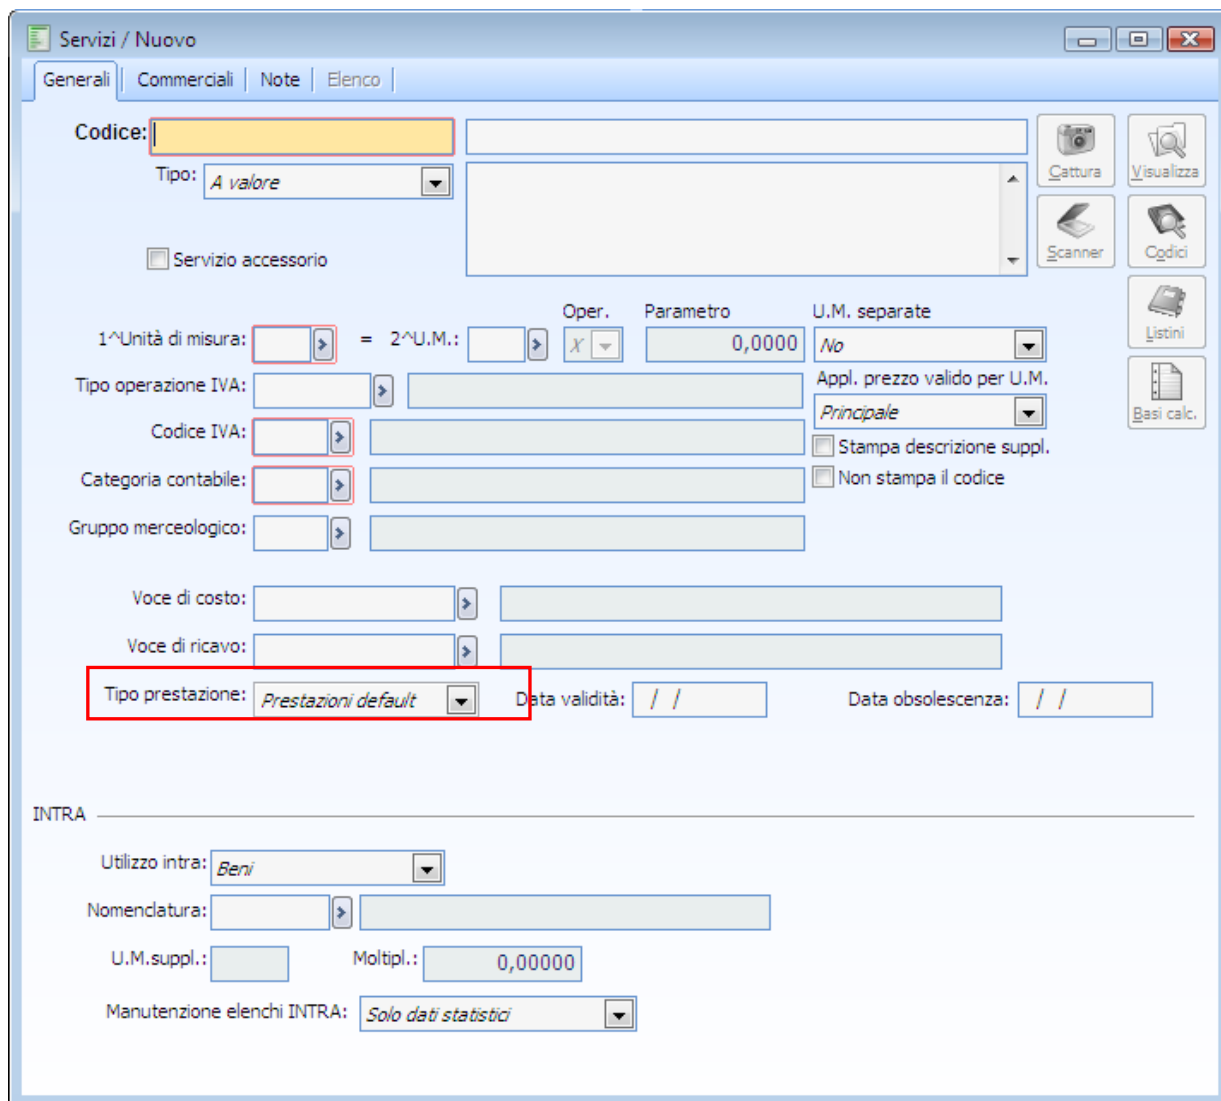 Servizi / Nuovo
Generali Commerciali Note Elenco
Codice:
Tipo: A valore
Cattura Visualizza
Servizio accessorio
Scanner Codici
Oper. Parametro U.M. separate
1^Unità di misura: = 2^U.M.: X 0,0000 No
Listini
Tipo operazione IVA: Appl. prezzo valido per U.M.
Principale
Basi calc.
Codice IVA: Stampa descrizione suppl.
Categoria contabile: Non stampa il codice
Gruppo merceologico:
Voce di costo:
Voce di ricavo:
Tipo prestazione: Prestazioni default Data validità: / / Data obsolescenza: / /
INTRA
Utilizzo intra: Beni
Nomenclatura:
U.M.suppl.: Moltipl.: 0,00000
Manutenzione elenchi INTRA: Solo dati statistici